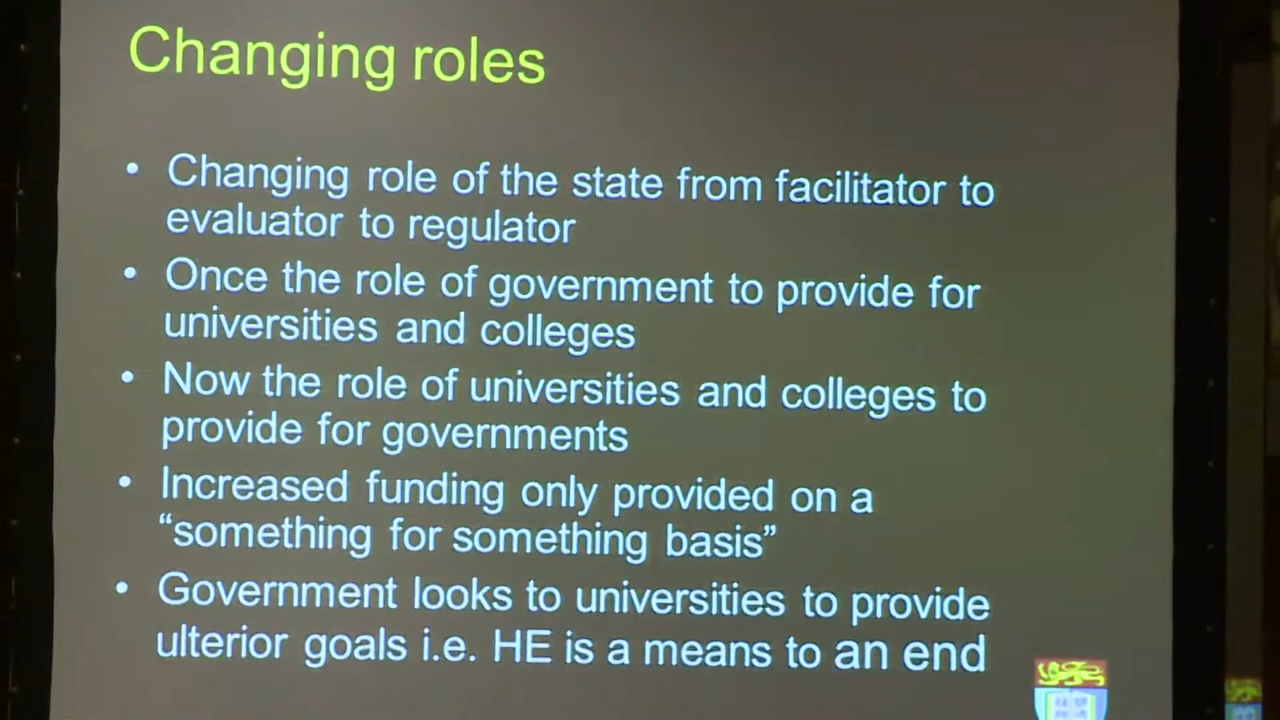 Changing roles
• Changing role of the state from facilitator to
evaluator to regulator
• Once the role of government to provide for
universities and colleges
• Now the role of universities and colleges to
provide for governments
• Increased funding only provided on a
“something for something basis”
• Government looks to universities to provide
ulterior goals i.e. HE is a means to an end